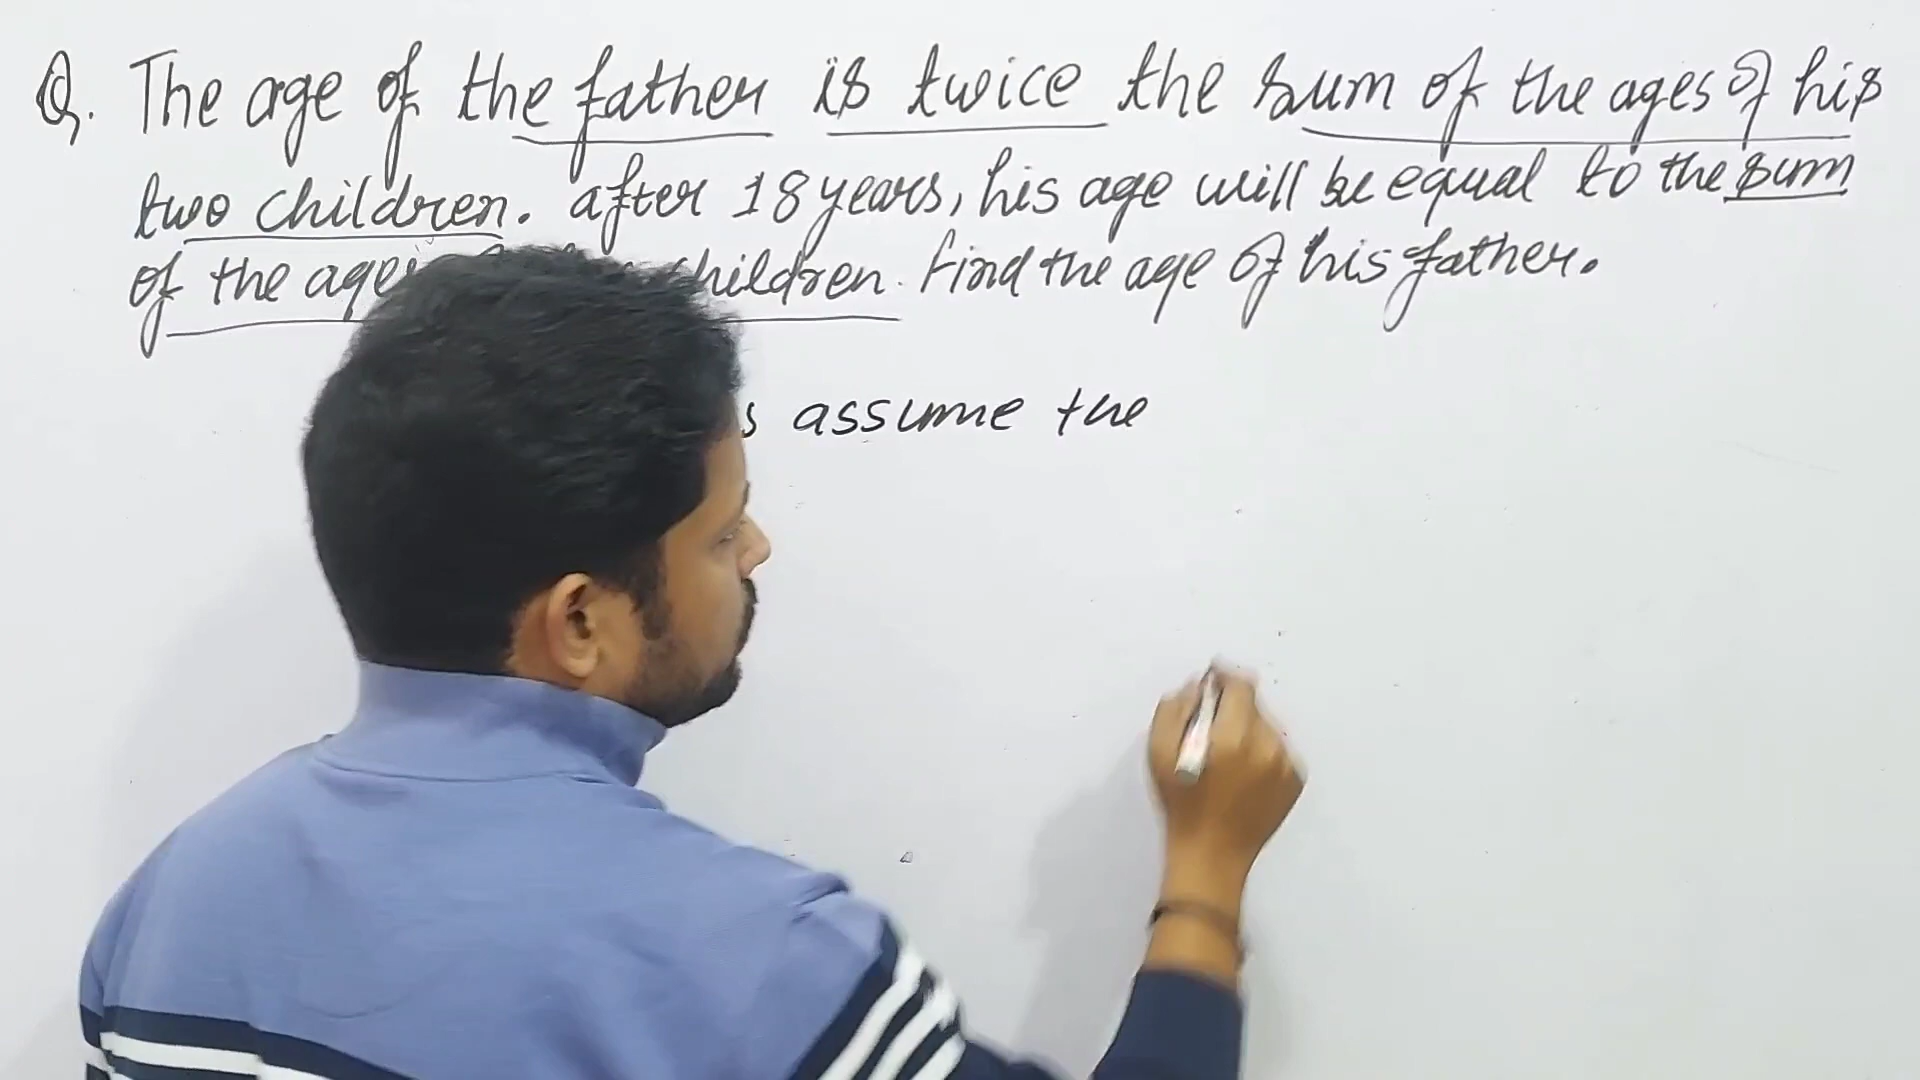 Q. The age of the father is twice the sum of the ages of his
two children. after 18 years, his age will be equal to the sum
of the age children. find the age of his father.
assume the